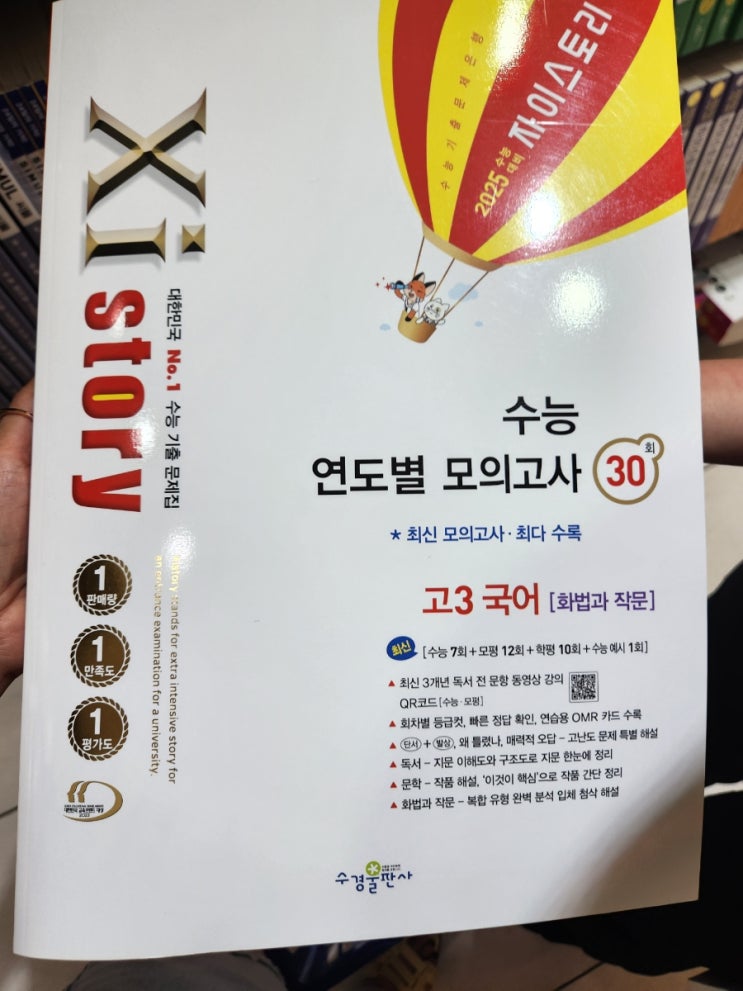 수능기출문제은행
2025 수능 대비
자이스토리
Xi
story
대한민국 No.1 수능 기출 문제집
Xistory stands for extra intensive story for
an entrance examination for a university.
수능
연도별 모의고사 30회
* 최신 모의고사·최다 수록
고3 국어 [화법과 작문]
최신 [수능 7회+모평 12회+학평 10회+수능 예시 1회]
▲ 최신 3개년 독서 전 문항 동영상 강의
QR코드 [수능·모평]
▲ 회차별 등급컷, 빠른 정답 확인, 연습용 OMR 카드 수록
▲ 단서 + 발상, 왜 틀렸나, 매력적 오답 – 고난도 문제 특별 해설
▲ 독서 – 지문 이해도와 구조도로 지문 한눈에 정리
▲ 문학 – 작품 해설, '이것이 핵심'으로 작품 간단 정리
▲ 화법과 작문 – 복합 유형 완벽 분석 입체 첨삭 해설
1
판매량
1
만족도
1
평가도
수경출판사